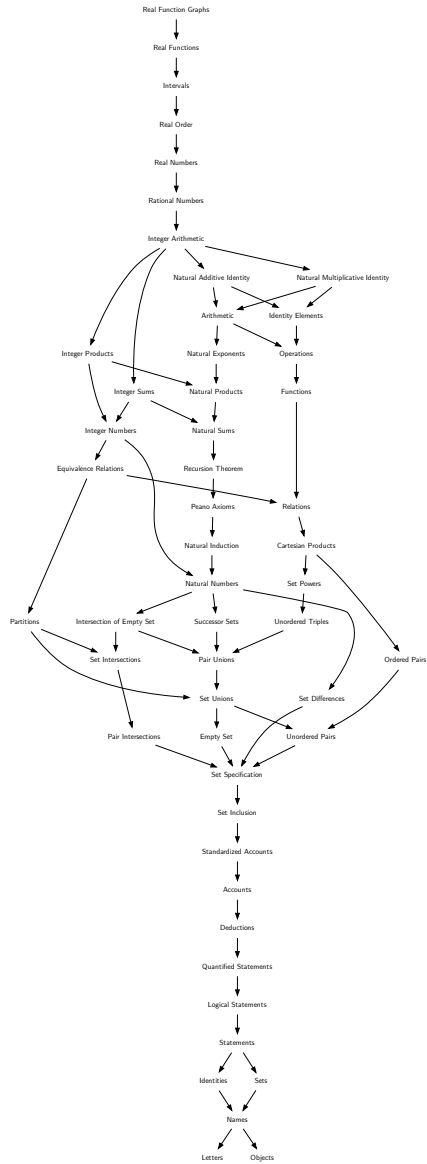 Real Function Graphs
Real Functions
Intervals
Real Order
Real Numbers
Rational Numbers
Integer Arithmetic
Natural Additive Identity
Natural Multiplicative Identity
Arithmetic
Identity Elements
Integer Products
Natural Exponents
Operations
Integer Sums
Natural Products
Functions
Integer Numbers
Natural Sums
Equivalence Relations
Recursion Theorem
Peano Axioms
Relations
Natural Induction
Cartesian Products
Natural Numbers
Set Powers
Partitions
Intersection of Empty Set
Successor Sets
Unordered Triples
Set Intersections
Pair Unions
Ordered Pairs
Set Unions
Set Differences
Pair Intersections
Empty Set
Unordered Pairs
Set Specification
Set Inclusion
Standardized Accounts
Accounts
Deductions
Quantified Statements
Logical Statements
Statements
Identities
Sets
Names
Letters
Objects